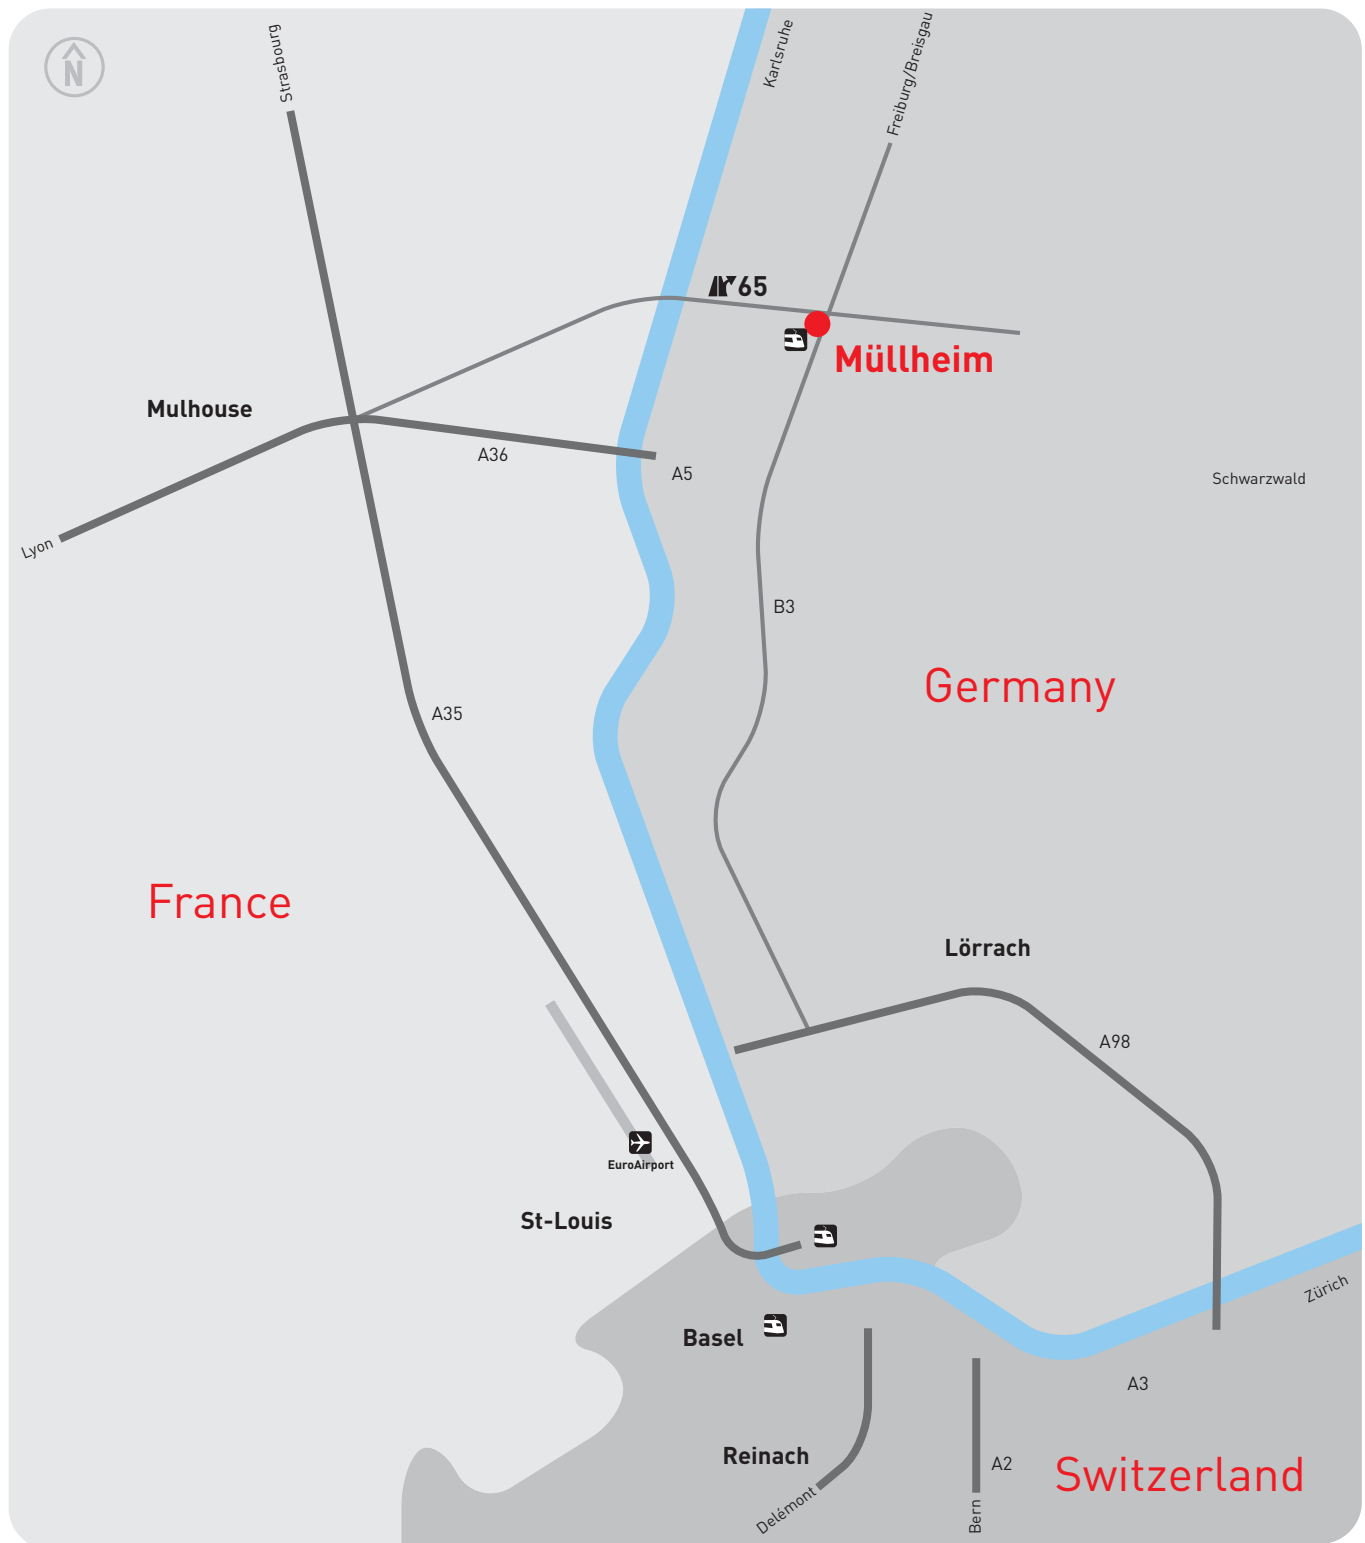 N
Strasbourg
Karlsruhe
Freiburg/Breisgau
65
Müllheim
Mulhouse
A36
A5
Schwarzwald
Lyon
B3
Germany
A35
France
Lörrach
A98
EuroAirport
St-Louis
Zürich
Basel
A3
Reinach
A2
Switzerland
Delémont
Bern